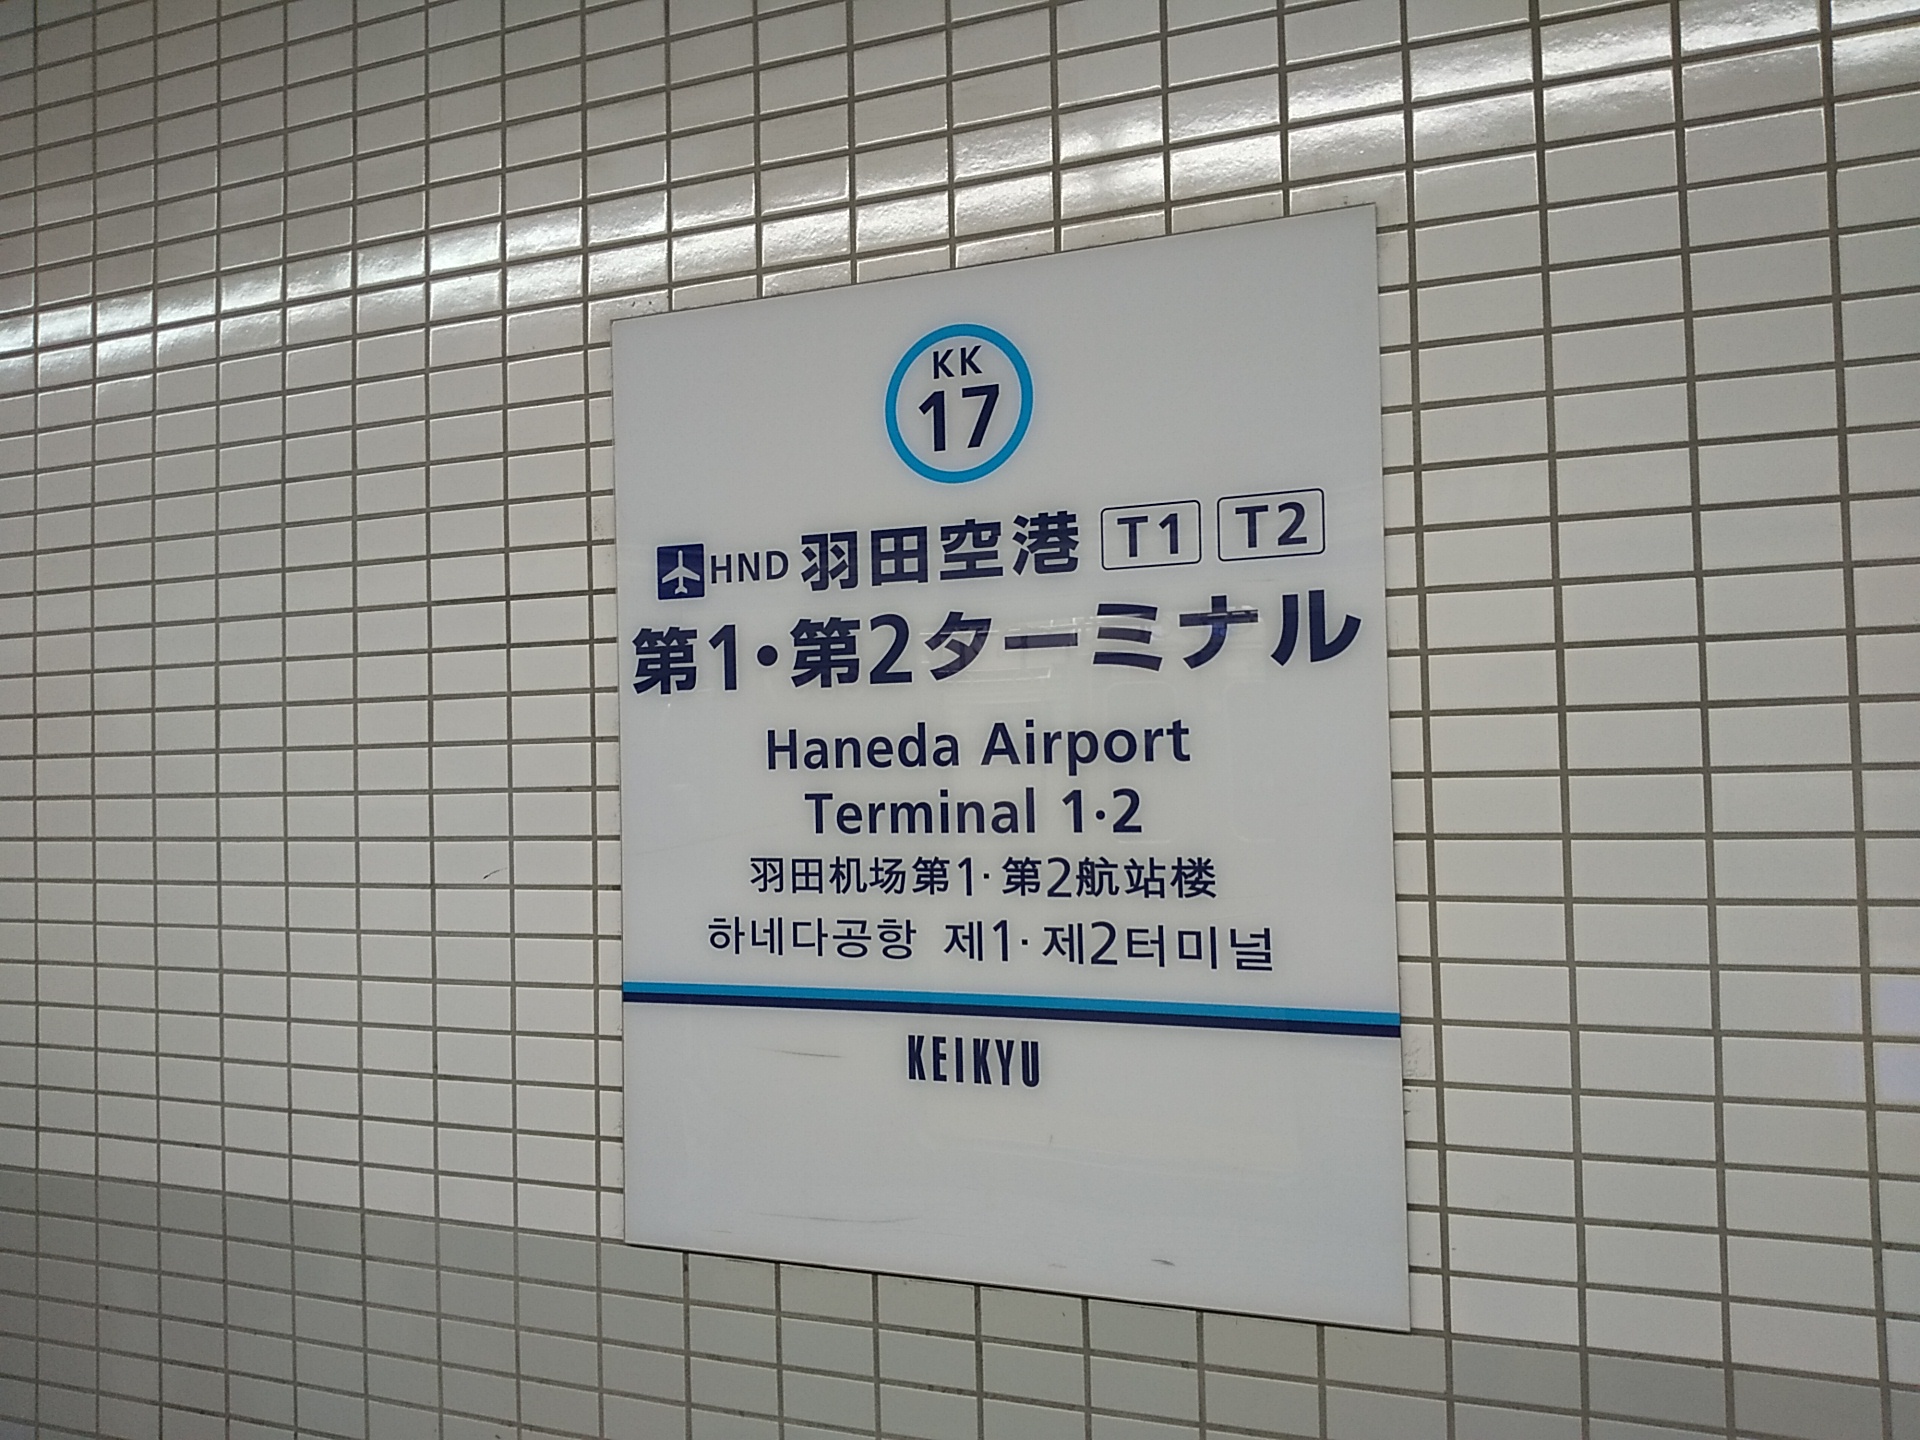 KK
17
HND 羽田空港 T1 T2
第1・第2ターミナル
Haneda Airport
Terminal 1・2
羽田机场第1・第2航站楼
하네다공항 제1・제2터미널
KEIKYU